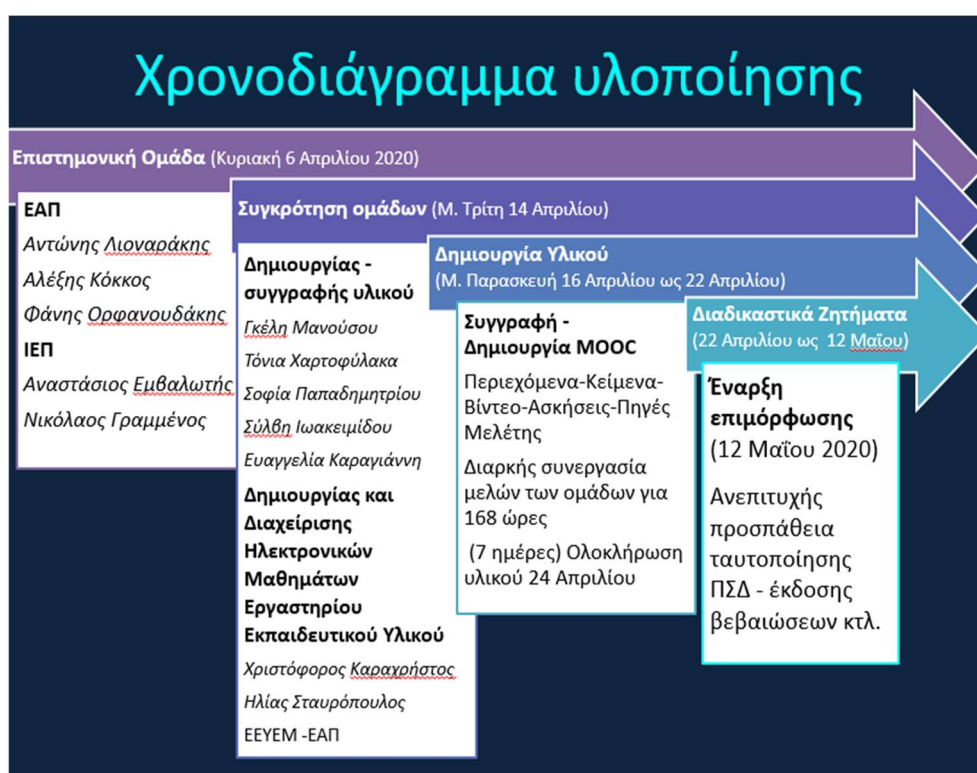 Χρονοδιάγραμμα υλοποίησης
Επιστημονική Ομάδα (Κυριακή 6 Απριλίου 2020)
ΕΑΠ
Αντώνης Λιοναράκης
Αλέξης Κόκκος
Φάνης Ορφανουδάκης
ΙΕΠ
Αναστάσιος Εμβαλωτής
Νικόλαος Γραμμένος
Συγκρότηση ομάδων (Μ. Τρίτη 14 Απριλίου)
Δημιουργίας -
συγγραφής υλικού
Γκέλη Μανούσου
Τόνια Χαρτοφύλακα
Σοφία Παπαδημητρίου
Σύλβη Ιωακειμίδου
Ευαγγελία Καραγιάννη
Δημιουργίας και
Διαχείρισης
Ηλεκτρονικών
Μαθημάτων
Εργαστηρίου
Εκπαιδευτικού Υλικού
Χριστόφορος Καραχρήστος
Ηλίας Σταυρόπουλος
ΕΕΥΕΜ -ΕΑΠ
Δημιουργία Υλικού
(Μ. Παρασκευή 16 Απριλίου ως 22 Απριλίου)
Συγγραφή -
Δημιουργία MOOC
Περιεχόμενα-Κείμενα-
Βίντεο-Ασκήσεις-Πηγές
Μελέτης
Διαρκής συνεργασία
μελών των ομάδων για
168 ώρες
(7 ημέρες) Ολοκλήρωση
υλικού 24 Απριλίου
Διαδικαστικά Ζητήματα
(22 Απριλίου ως 12 Μαΐου)
Έναρξη
επιμόρφωσης
(12 Μαΐου 2020)
Ανεπιτυχής
προσπάθεια
ταυτοποίησης
ΠΣΔ - έκδοσης
βεβαιώσεων κτλ.